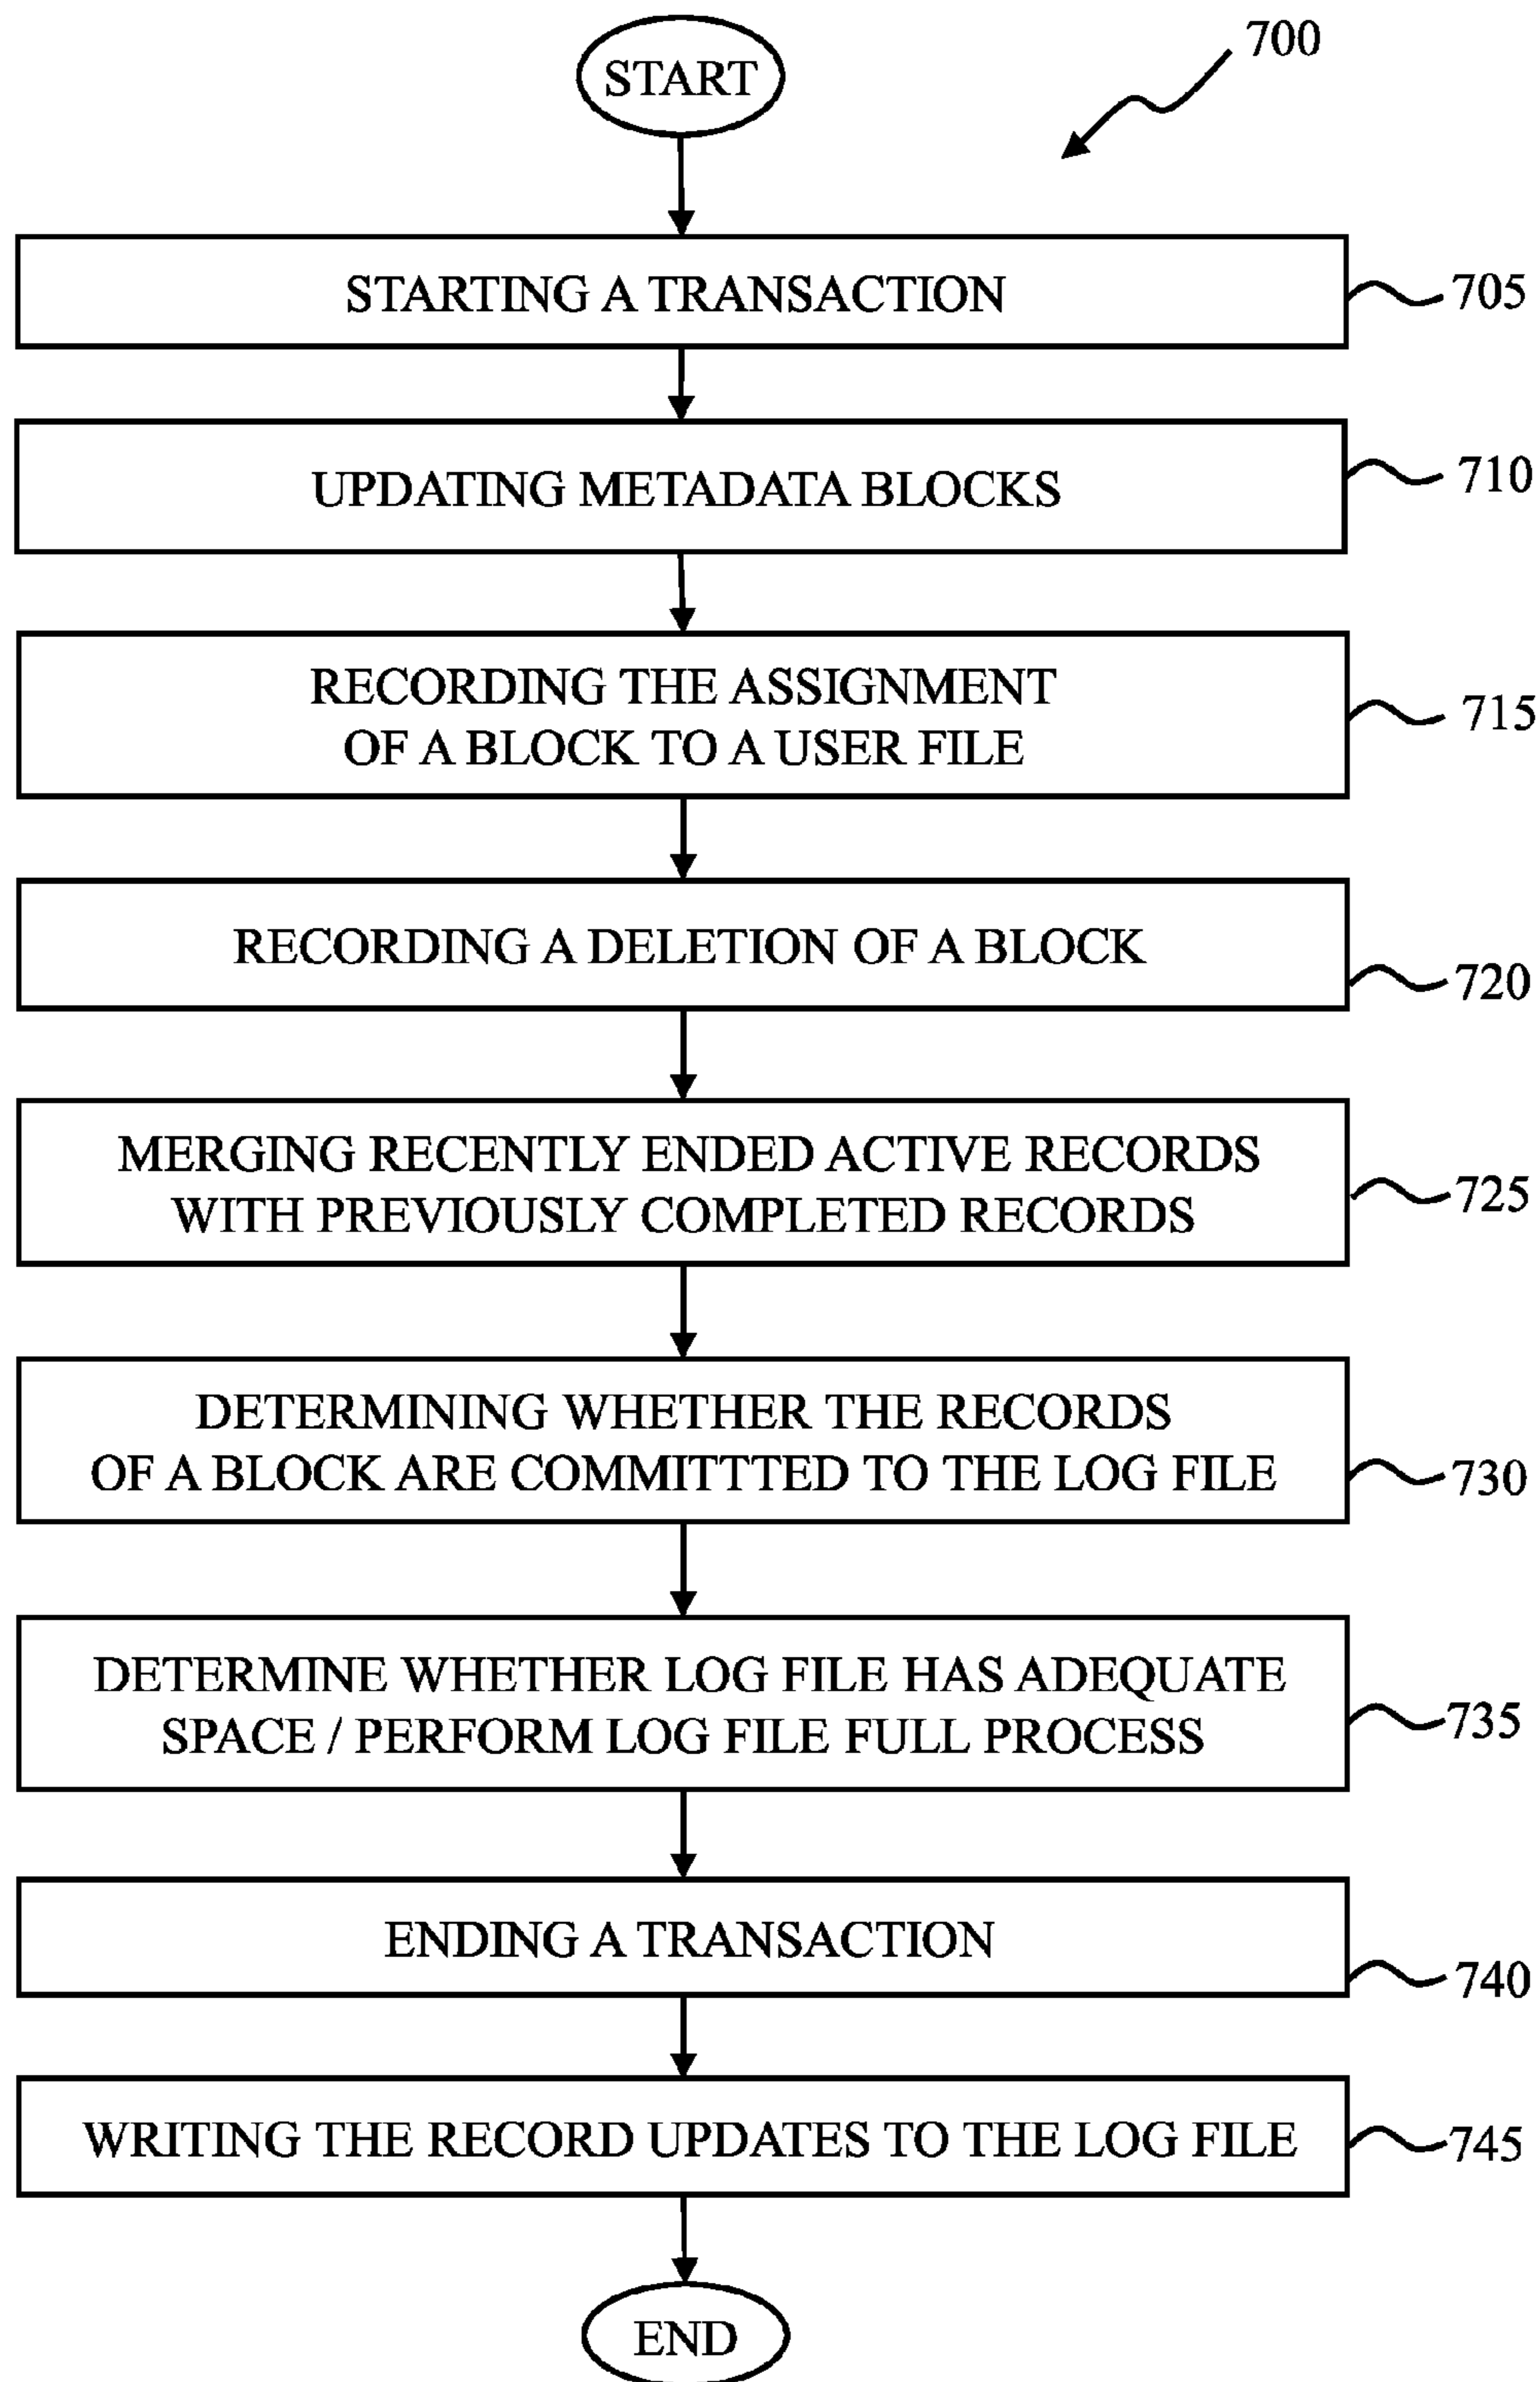 START
700
STARTING A TRANSACTION
705
UPDATING METADATA BLOCKS
710
RECORDING THE ASSIGNMENT
OF A BLOCK TO A USER FILE
715
RECORDING A DELETION OF A BLOCK
720
MERGING RECENTLY ENDED ACTIVE RECORDS
WITH PREVIOUSLY COMPLETED RECORDS
725
DETERMINING WHETHER THE RECORDS
OF A BLOCK ARE COMMITTTED TO THE LOG FILE
730
DETERMINE WHETHER LOG FILE HAS ADEQUATE
SPACE / PERFORM LOG FILE FULL PROCESS
735
ENDING A TRANSACTION
740
WRITING THE RECORD UPDATES TO THE LOG FILE
745
END